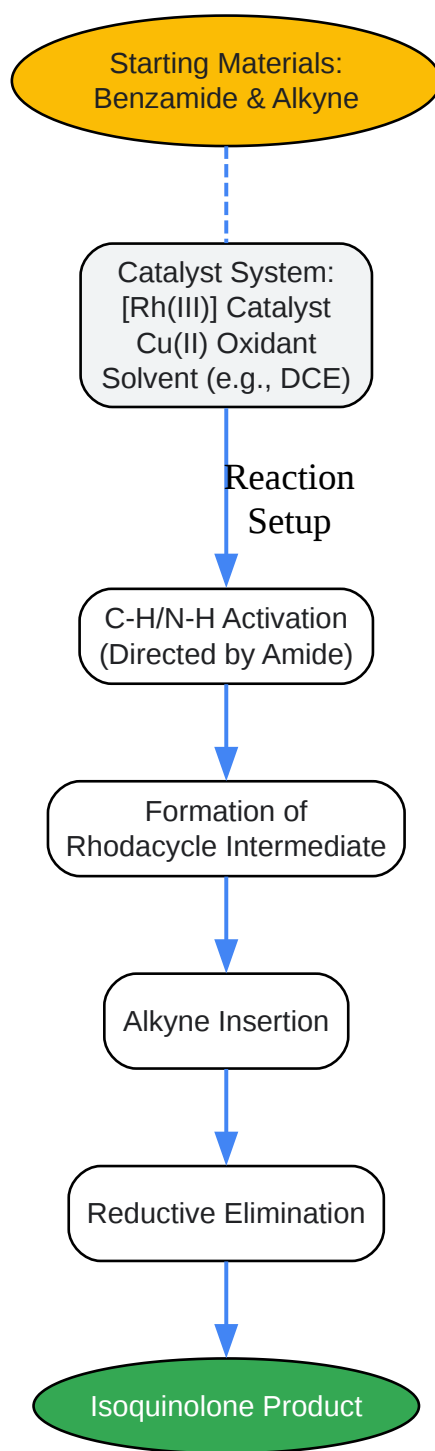 Starting Materials:
Benzamide & Alkyne
Catalyst System:
[Rh(III)] Catalyst
Cu(II) Oxidant
Solvent (e.g., DCE)
Reaction
Setup
C-H/N-H Activation
(Directed by Amide)
Formation of
Rhodacycle Intermediate
Alkyne Insertion
Reductive Elimination
Isoquinolone Product